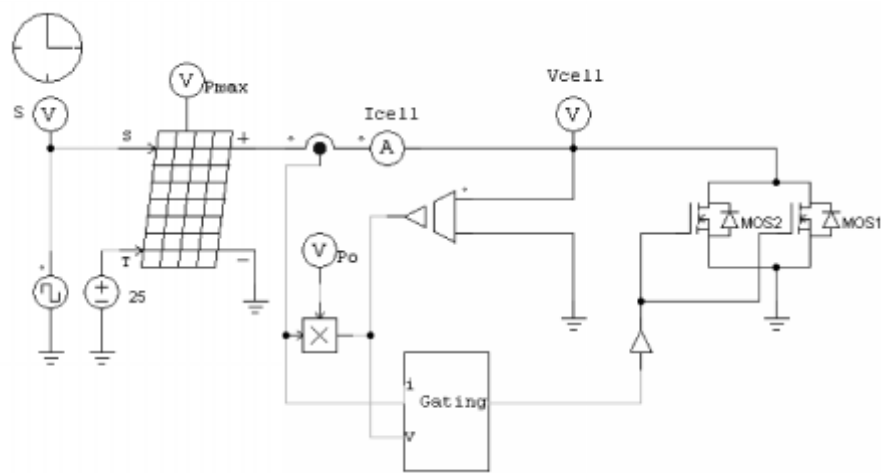 Vcell
V
Pmax
Icell
S
V
V
S
+
A
T
−
V
Po
MOS2
MOS1
25
i
Gating
v